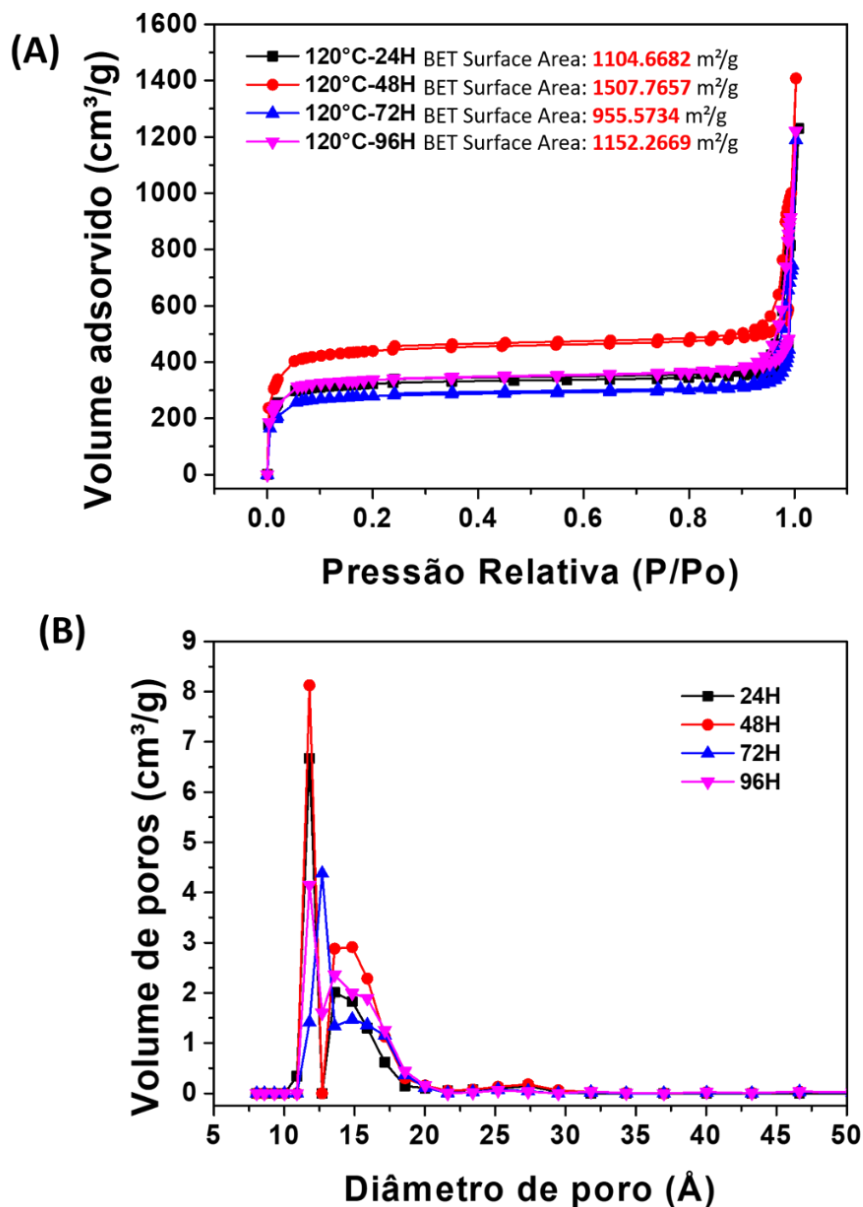 (A)
1600
1400
1200
1000
800
600
400
200
0
Volume adsorvido (cm³/g)
120°C-24H BET Surface Area: 1104.6682 m²/g
120°C-48H BET Surface Area: 1507.7657 m²/g
120°C-72H BET Surface Area: 955.5734 m²/g
120°C-96H BET Surface Area: 1152.2669 m²/g
0.0 0.2 0.4 0.6 0.8 1.0
Pressão Relativa (P/Po)
(B)
9
8
7
6
5
4
3
2
1
0
Volume de poros (cm³/g)
24H
48H
72H
96H
5 10 15 20 25 30 35 40 45 50
Diâmetro de poro (Å)